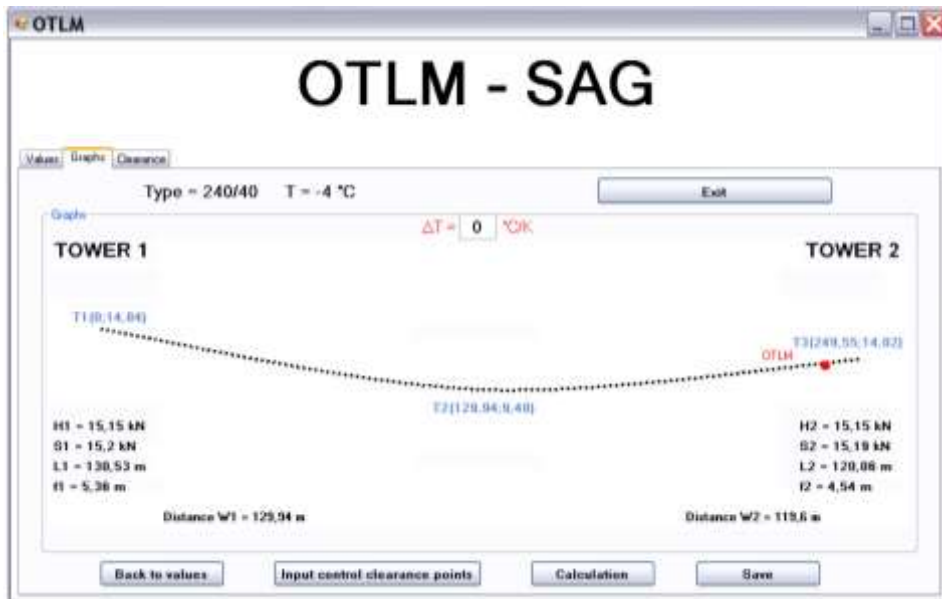 OTLM
OTLM - SAG
Values Graphs Clearance
Type = 240/40 T = -4 °C
Exit
Graphs
ΔT = 0 °C/K
TOWER 1
TOWER 2
T1(0;14,84)
T3(249,55;14,02)
OTLM
T2(129,94;9,48)
H1 = 15,15 kN
H2 = 15,15 kN
S1 = 15,2 kN
S2 = 15,19 kN
L1 = 130,53 m
L2 = 120,06 m
f1 = 5,36 m
f2 = 4,54 m
Distance W1 = 129,94 m
Distance W2 = 119,6 m
Back to values
Input control clearance points
Calculation
Save